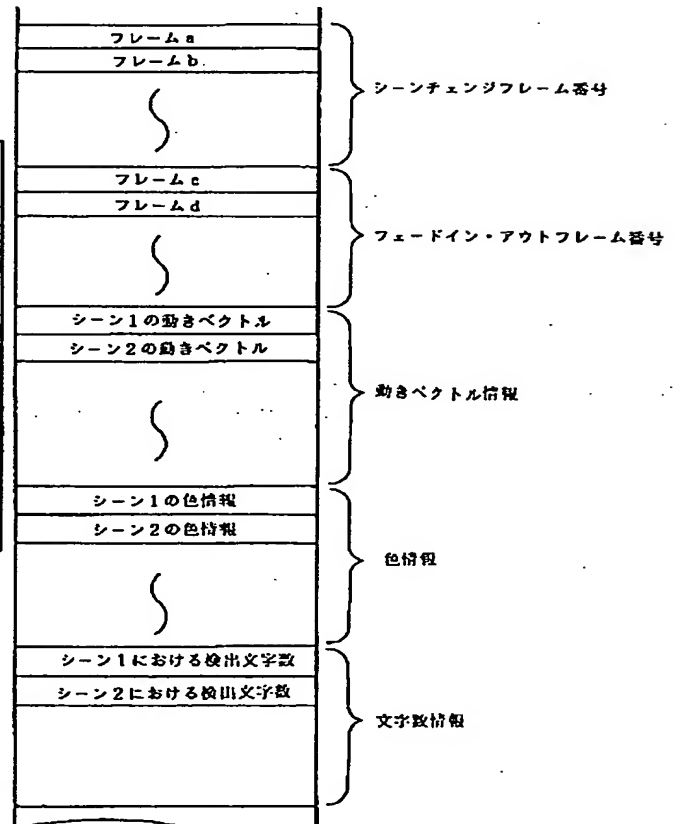 フレームa
フレームb
シーンチェンジフレーム番号
フレームc
フレームd
フェードイン・アウトフレーム番号
シーン1の動きベクトル
シーン2の動きベクトル
動きベクトル情報
シーン1の色情報
シーン2の色情報
色情報
シーン1における検出文字数
シーン2における検出文字数
文字数情報